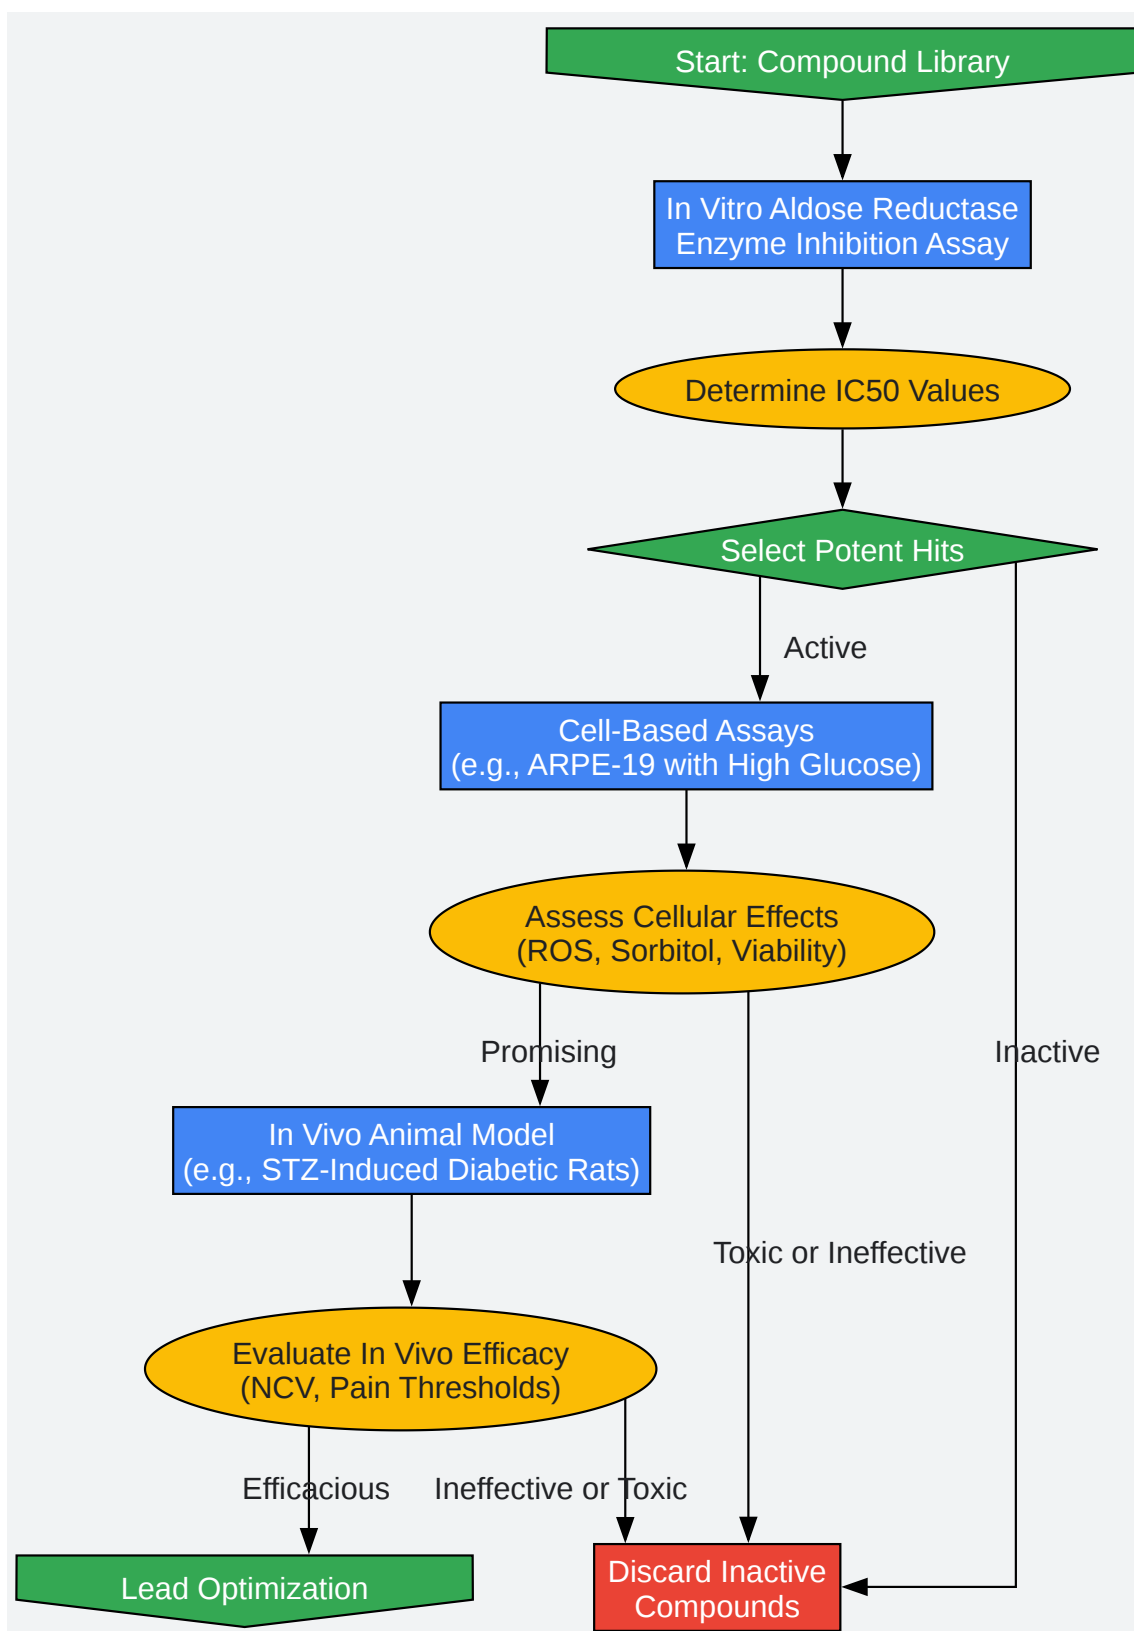 Start: Compound Library
In Vitro Aldose Reductase
Enzyme Inhibition Assay
Determine IC50 Values
Select Potent Hits
Active
Cell-Based Assays
(e.g., ARPE-19 with High Glucose)
Assess Cellular Effects
(ROS, Sorbitol, Viability)
Promising
Inactive
In Vivo Animal Model
(e.g., STZ-Induced Diabetic Rats)
Toxic or Ineffective
Evaluate In Vivo Efficacy
(NCV, Pain Thresholds)
Efficacious
Ineffective or Toxic
Lead Optimization
Discard Inactive
Compounds